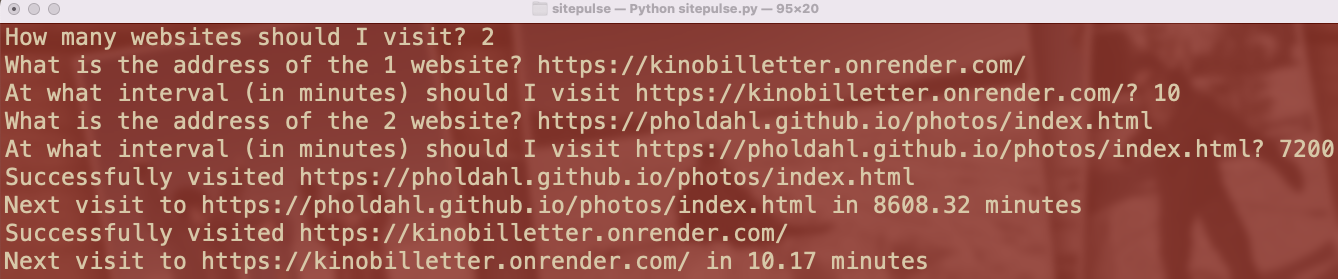 sitepulse — Python sitepulse.py — 95×20
How many websites should I visit? 2
What is the address of the 1 website? https://kinobilletter.onrender.com/
At what interval (in minutes) should I visit https://kinobilletter.onrender.com/? 10
What is the address of the 2 website? https://pholdahl.github.io/photos/index.html
At what interval (in minutes) should I visit https://pholdahl.github.io/photos/index.html? 7200
Successfully visited https://pholdahl.github.io/photos/index.html
Next visit to https://pholdahl.github.io/photos/index.html in 8608.32 minutes
Successfully visited https://kinobilletter.onrender.com/
Next visit to https://kinobilletter.onrender.com/ in 10.17 minutes